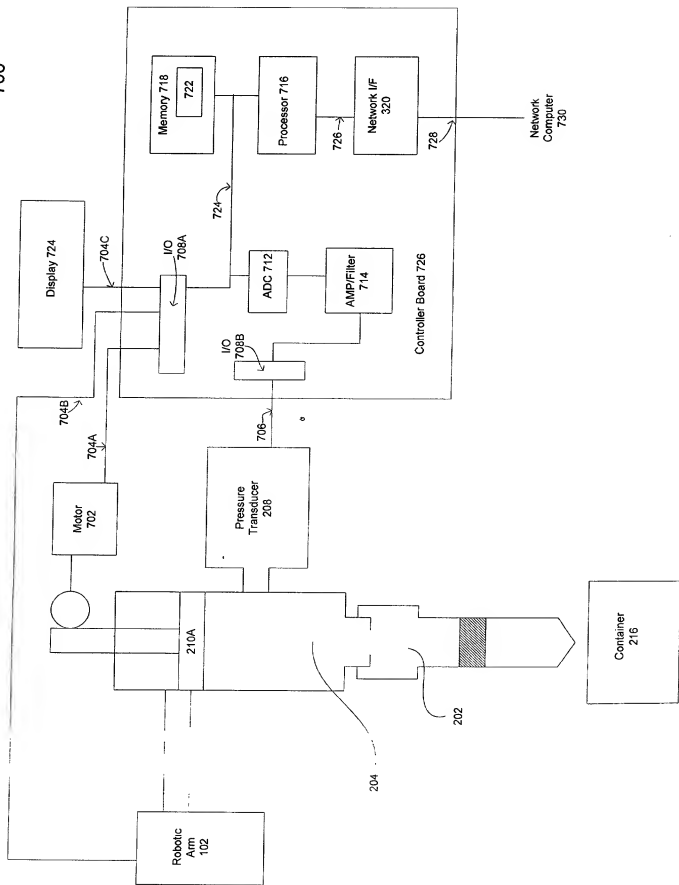 Display 724
704C
I/O
708A
Memory 718
722
Processor 716
726
Network I/F
320
728
Network
Computer
730
724
ADC 712
AMP/Filter
714
I/O
708B
Controller Board 726
704B
704A
706
Motor
702
Pressure
Transducer
208
210A
204
202
Robotic
Arm
102
Container
216